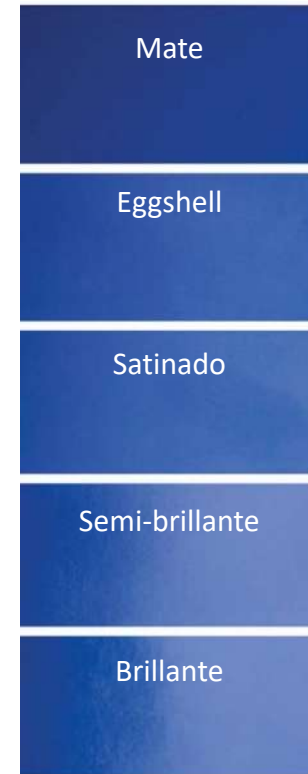 Mate
Eggshell
Satinado
Semi-brillante
Brillante